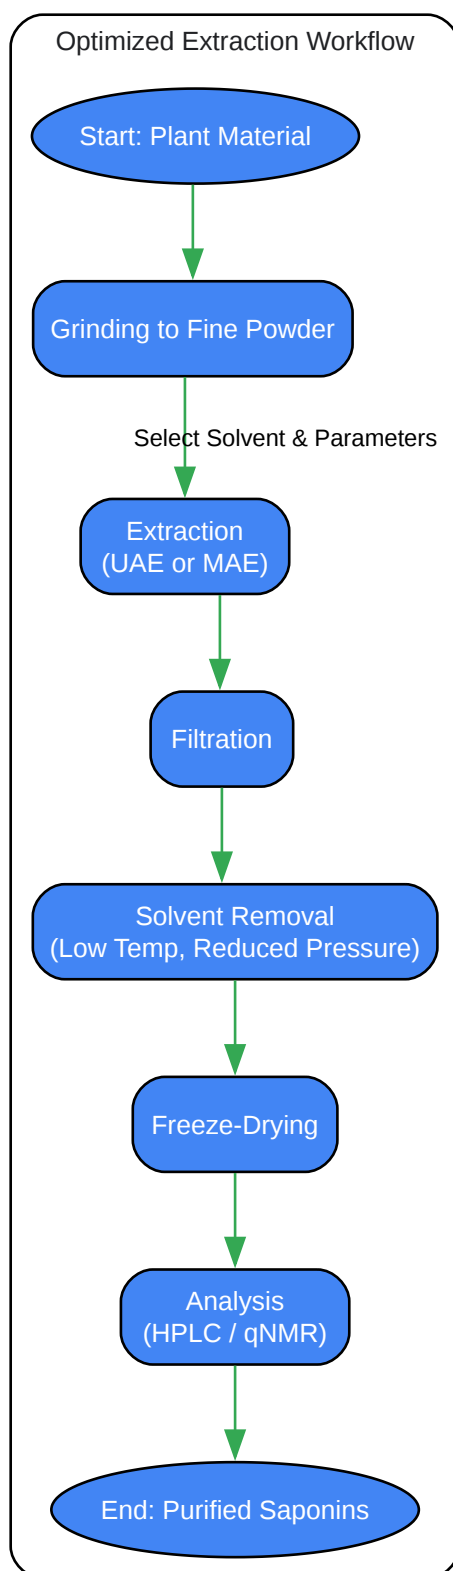 Optimized Extraction Workflow
Start: Plant Material
Grinding to Fine Powder
Select Solvent & Parameters
Extraction
(UAE or MAE)
Filtration
Solvent Removal
(Low Temp, Reduced Pressure)
Freeze-Drying
Analysis
(HPLC / qNMR)
End: Purified Saponins